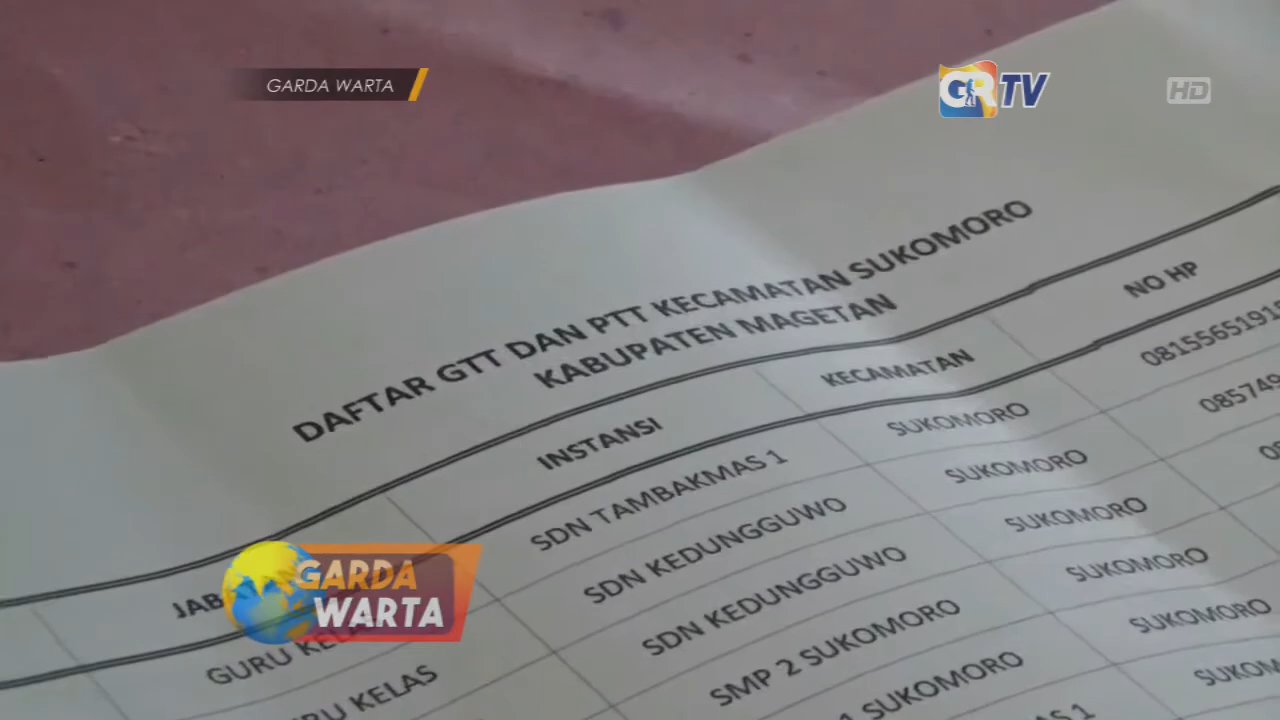 GARDA WARTA
GRTV
HD
DAFTAR GTT DAN PTT KECAMATAN SUKOMORO
KABUPATEN MAGETAN
INSTANSI KECAMATAN NO HP
GURU KELAS SDN TAMBAKMAS 1 SUKOMORO
KELAS SDN KEDUNGGUWO SUKOMORO
SDN KEDUNGGUWO SUKOMORO
SMP 2 SUKOMORO SUKOMORO
SUKOMORO SUKOMORO
GARDA
WARTA